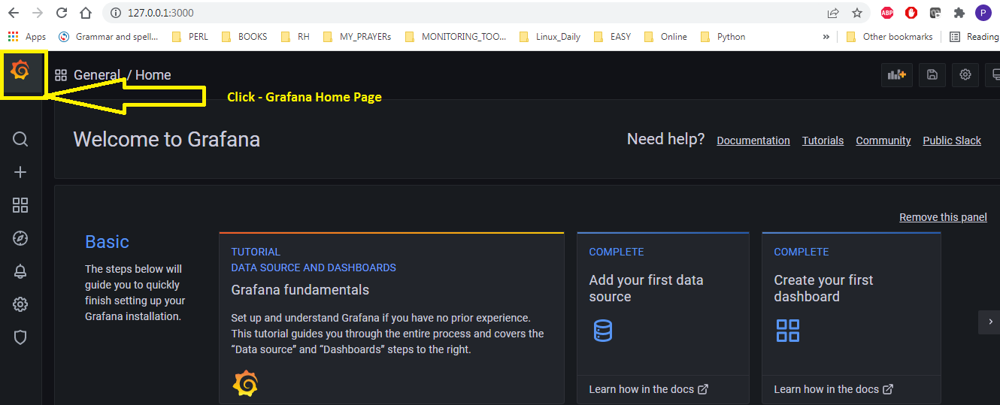 127.0.0.1:3000
ABP
P
Apps
Grammar and spell...
PERL
BOOKS
RH
MY_PRAYERs
MONITORING_TOO...
Linux_Daily
EASY
Online
Python
»
Other bookmarks
Reading
General / Home
Click - Grafana Home Page
Welcome to Grafana
Need help?
Documentation
Tutorials
Community
Public Slack
Remove this panel
Basic
The steps below will
guide you to quickly
finish setting up your
Grafana installation.
TUTORIAL
DATA SOURCE AND DASHBOARDS
Grafana fundamentals
Set up and understand Grafana if you have no prior experience.
This tutorial guides you through the entire process and covers the
“Data source” and “Dashboards” steps to the right.
COMPLETE
Add your first data
source
Learn how in the docs
COMPLETE
Create your first
dashboard
Learn how in the docs